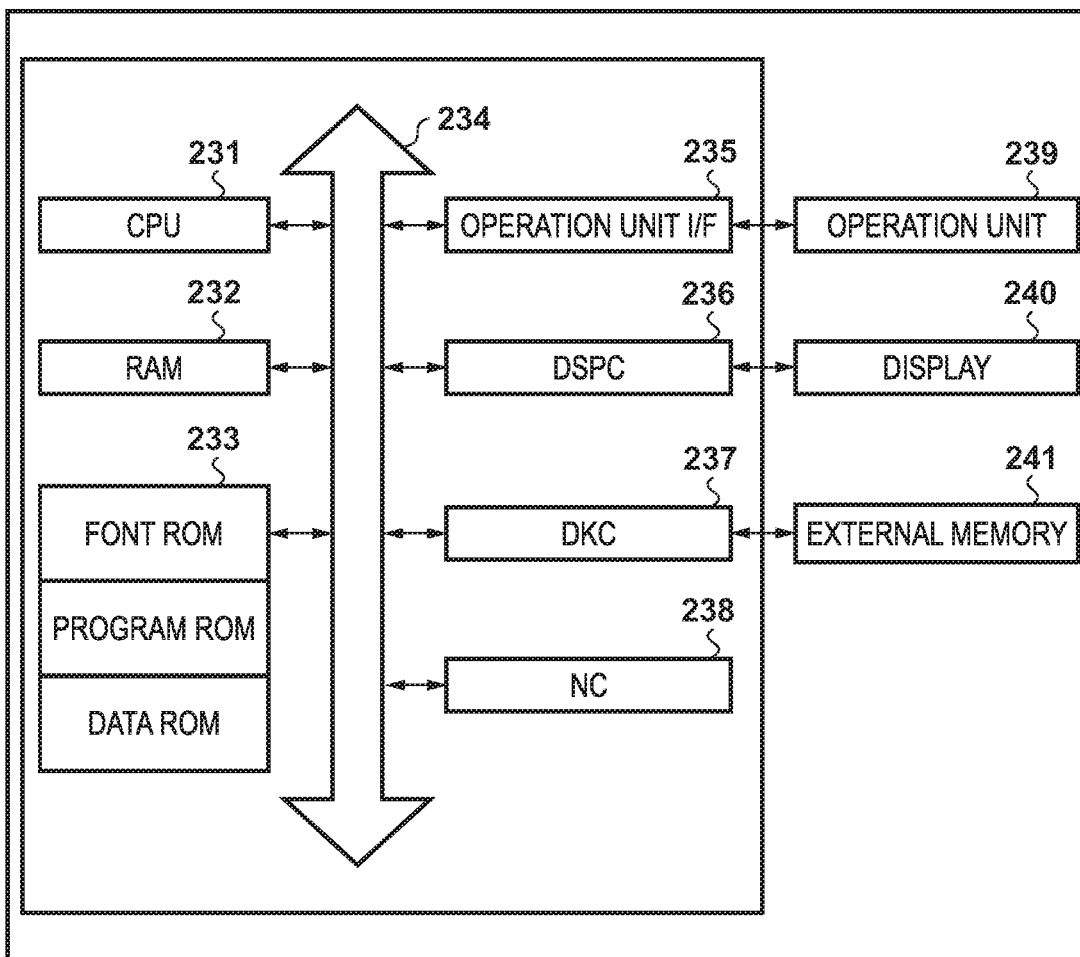 234
231
235
239
CPU
OPERATION UNIT I/F
OPERATION UNIT
232
236
240
RAM
DSPC
DISPLAY
233
237
241
FONT ROM
DKC
EXTERNAL MEMORY
PROGRAM ROM
238
DATA ROM
NC